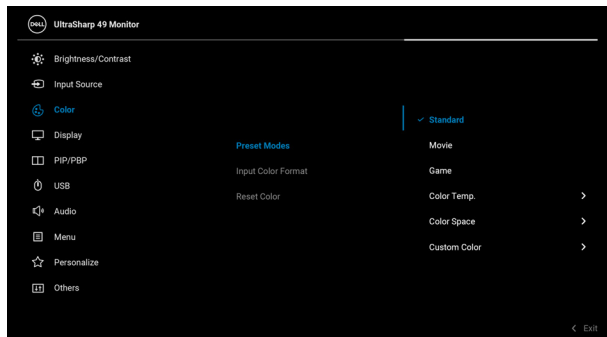 DELL UltraSharp 49 Monitor
Brightness/Contrast
Input Source
Color
Display
PIP/PBP
USB
Audio
Menu
Personalize
Others
Preset Modes
Input Color Format
Reset Color
Standard
Movie
Game
Color Temp.
Color Space
Custom Color
Exit